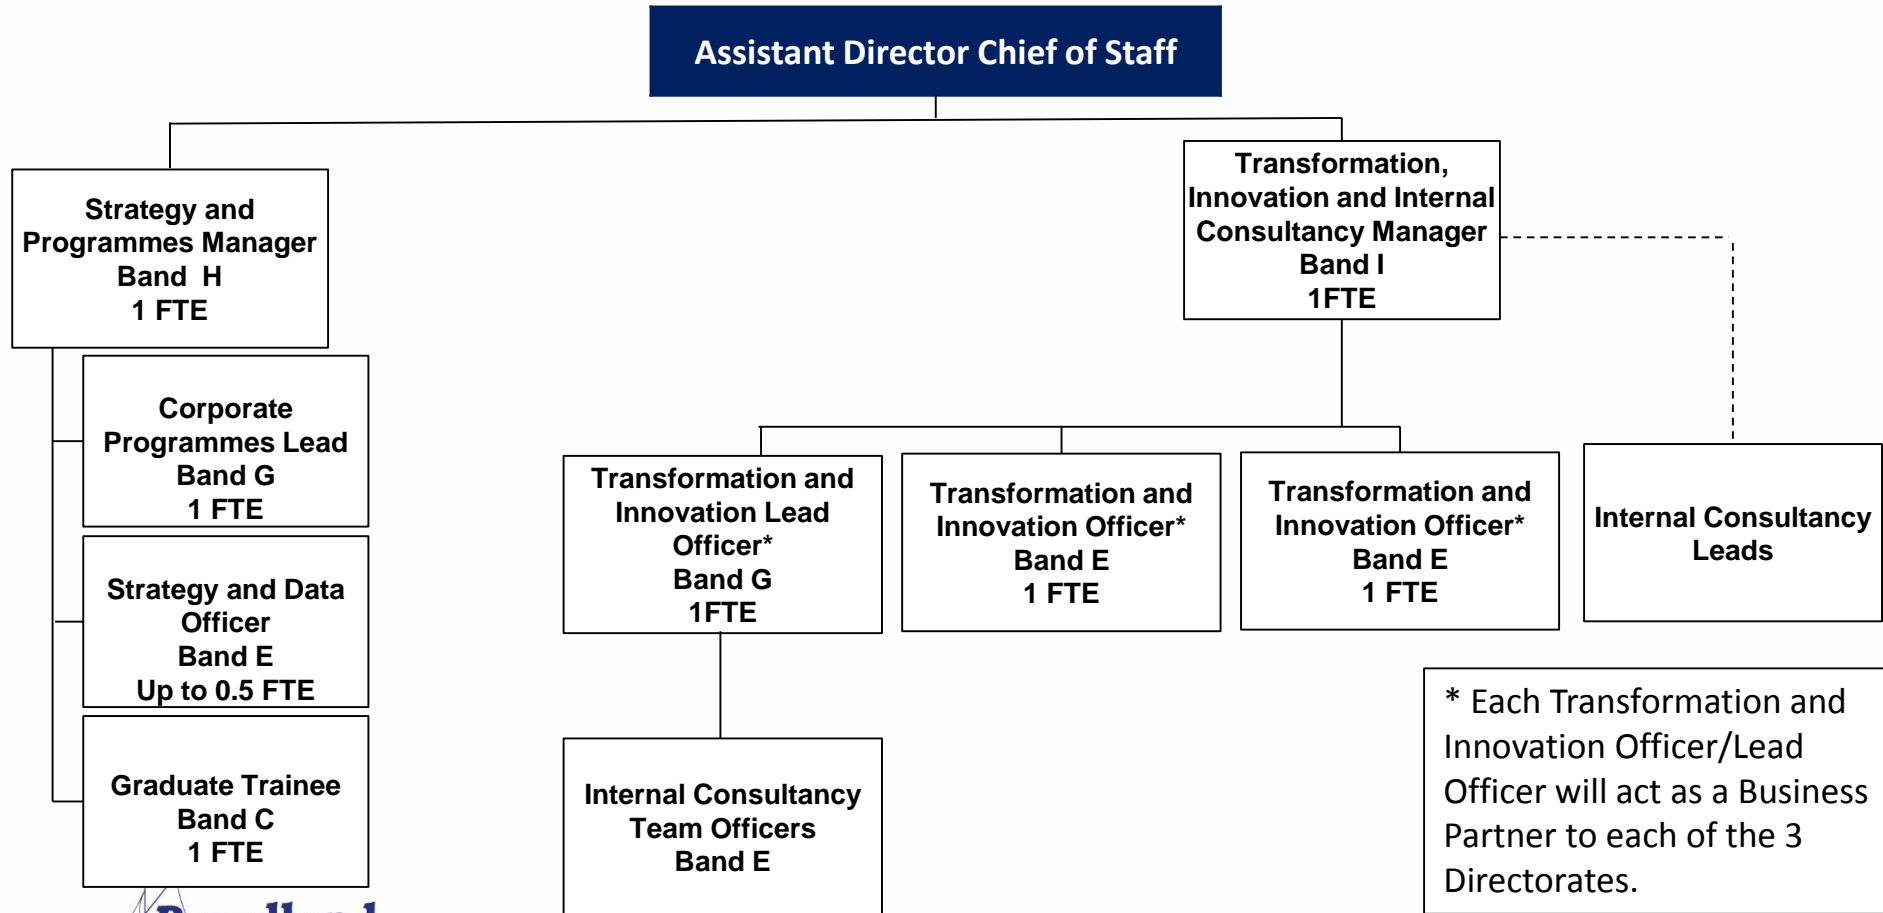 Assistant Director Chief of Staff
Strategy and
Programmes Manager
Band H
1 FTE
Corporate
Programmes Lead
Band G
1 FTE
Strategy and Data
Officer
Band E
Up to 0.5 FTE
Graduate Trainee
Band C
1 FTE
Transformation,
Innovation and Internal
Consultancy Manager
Band I
1FTE
Transformation and
Innovation Lead
Officer*
Band G
1FTE
Transformation and
Innovation Officer*
Band E
1 FTE
Transformation and
Innovation Officer*
Band E
1 FTE
Internal Consultancy
Leads
Internal Consultancy
Team Officers
Band E
* Each Transformation and
Innovation Officer/Lead
Officer will act as a Business
Partner to each of the 3
Directorates.